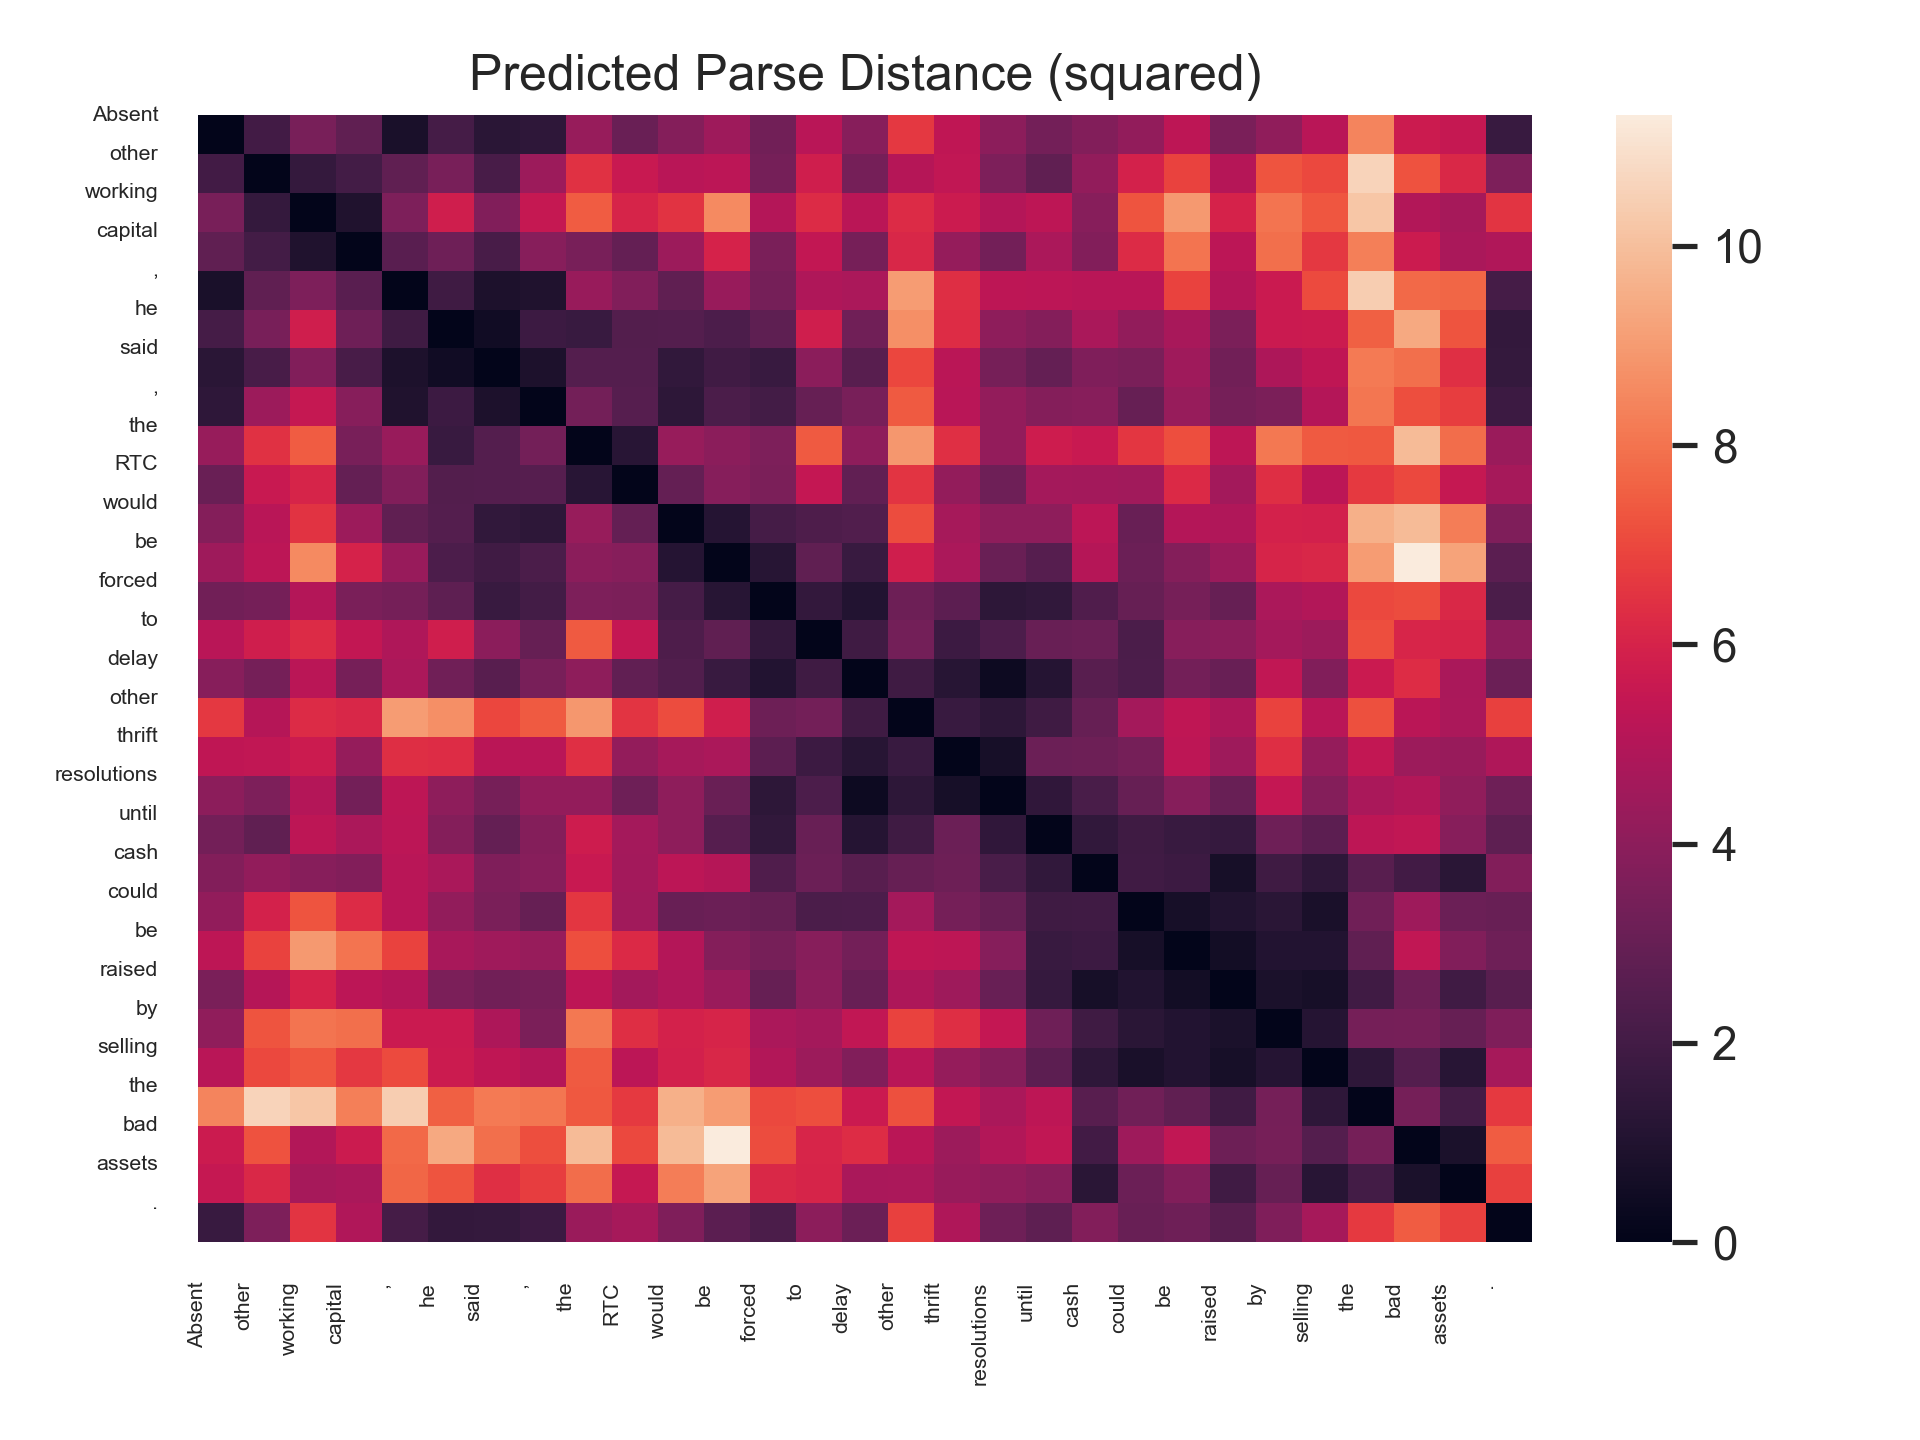 Predicted Parse Distance (squared)
Absent
other
working
capital
,
he
said
,
the
RTC
would
be
forced
to
delay
other
thrift
resolutions
until
cash
could
be
raised
by
selling
the
bad
assets
.
Absent other working capital , he said , the RTC would be forced to delay other thrift resolutions until cash could be raised by selling the bad assets .
10
8
6
4
2
0